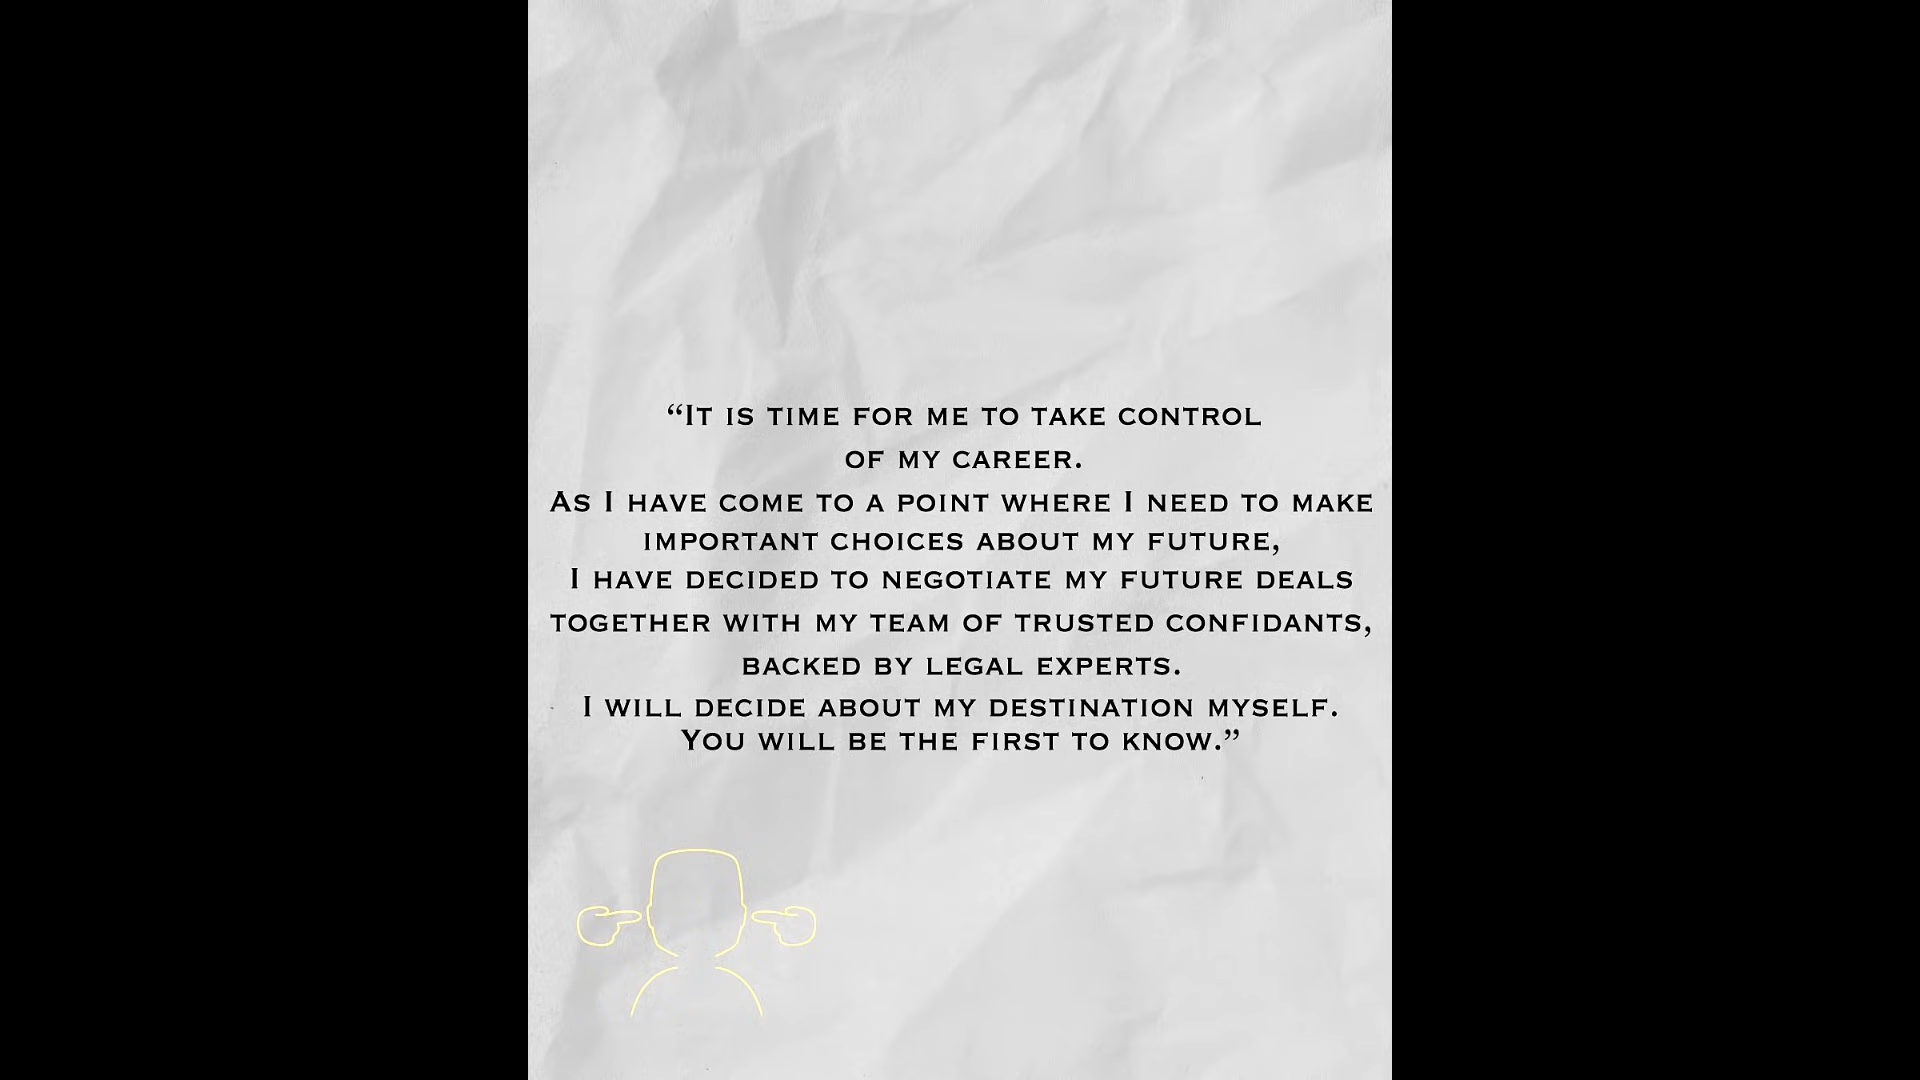 “It is time for me to take control
of my career.
As I have come to a point where I need to make
important choices about my future,
I have decided to negotiate my future deals
together with my team of trusted confidants,
backed by legal experts.
I will decide about my destination myself.
You will be the first to know.”